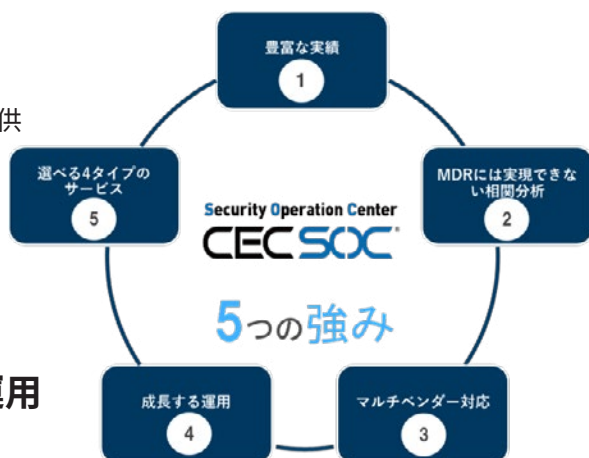 豊富な実績
1
供
選べる4タイプの
サービス
5
MDRには実現できな
い相関分析
2
Security Operation Center
CEC SOC
5つの強み
運用
成長する運用
4
マルチベンダー対応
3